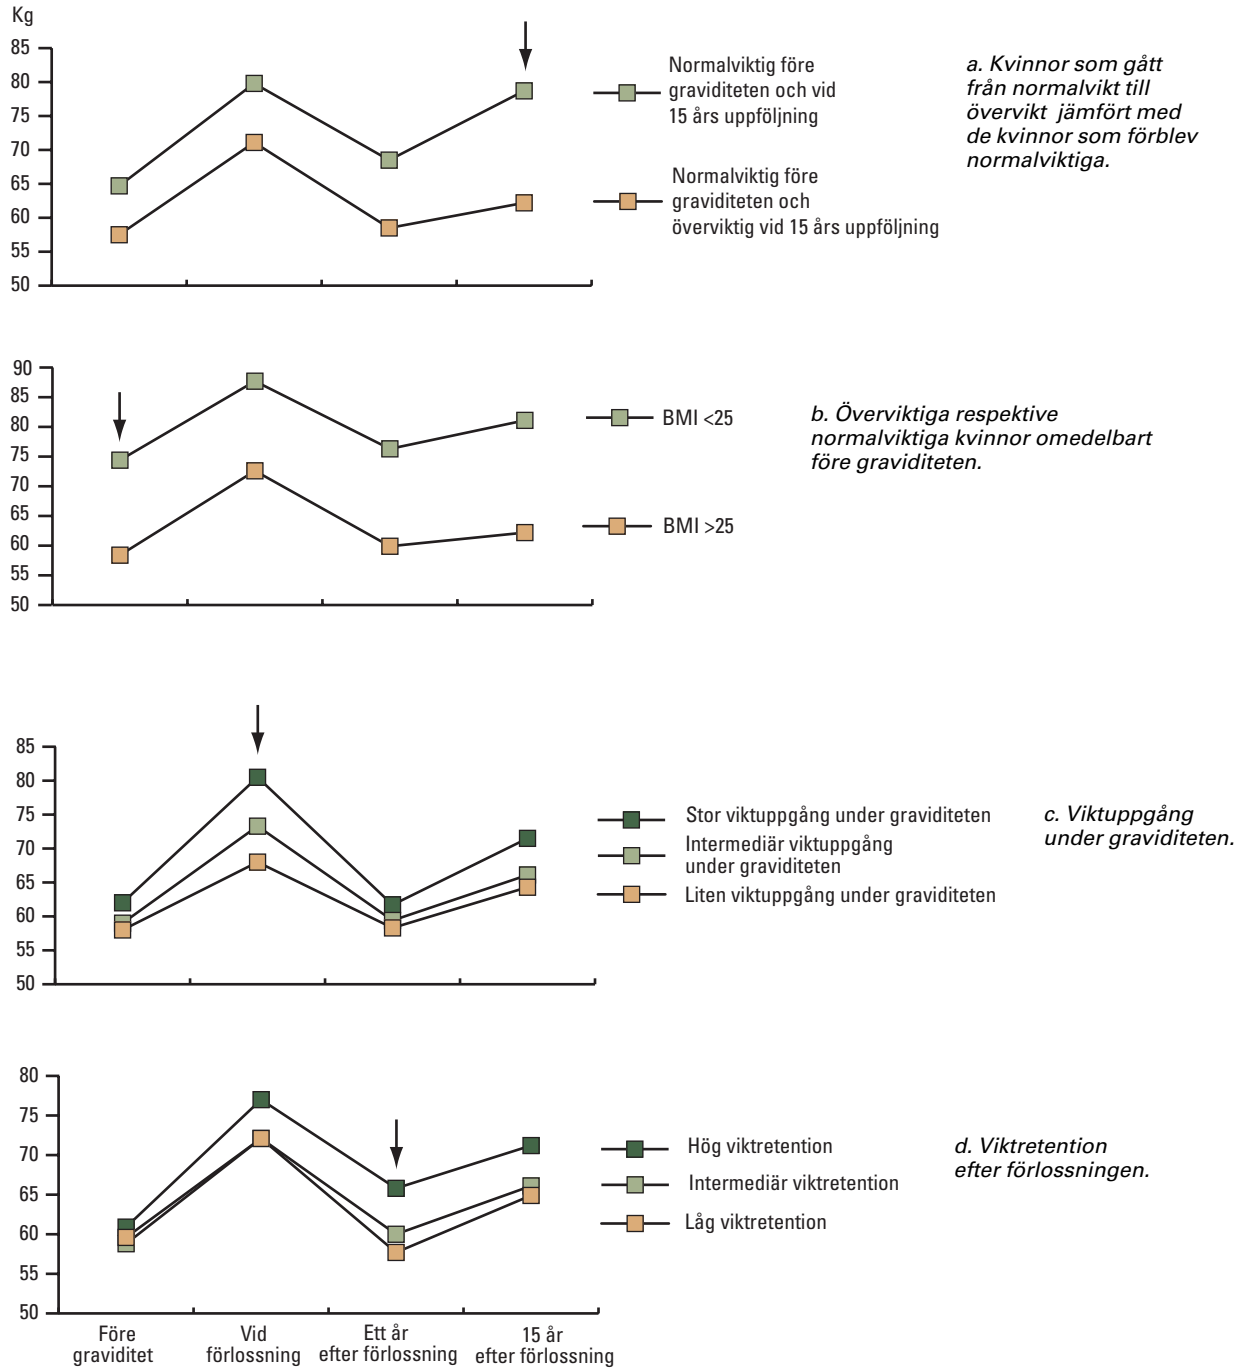 Kg
85
80
75
70
65
60
55
50
Normalviktig före
graviditeten och vid
15 års uppföljning
Normalviktig före
graviditeten och
överviktig vid 15 års uppföljning
a. Kvinnor som gått
från normalvikt till
övervikt jämfört med
de kvinnor som förblev
normalviktiga.
90
85
80
75
70
65
60
55
50
BMI <25
BMI >25
b. Överviktiga respektive
normalviktiga kvinnor omedelbart
före graviditeten.
85
80
75
70
65
60
55
50
Stor viktuppgång under graviditeten
Intermediär viktuppgång
under graviditeten
Liten viktuppgång under graviditeten
c. Viktuppgång
under graviditeten.
80
75
70
65
60
55
50
Hög viktretention
Intermediär viktretention
Låg viktretention
d. Viktretention
efter förlossningen.
Före
graviditet
Vid
förlossning
Ett år
efter förlossning
15 år
efter förlossning